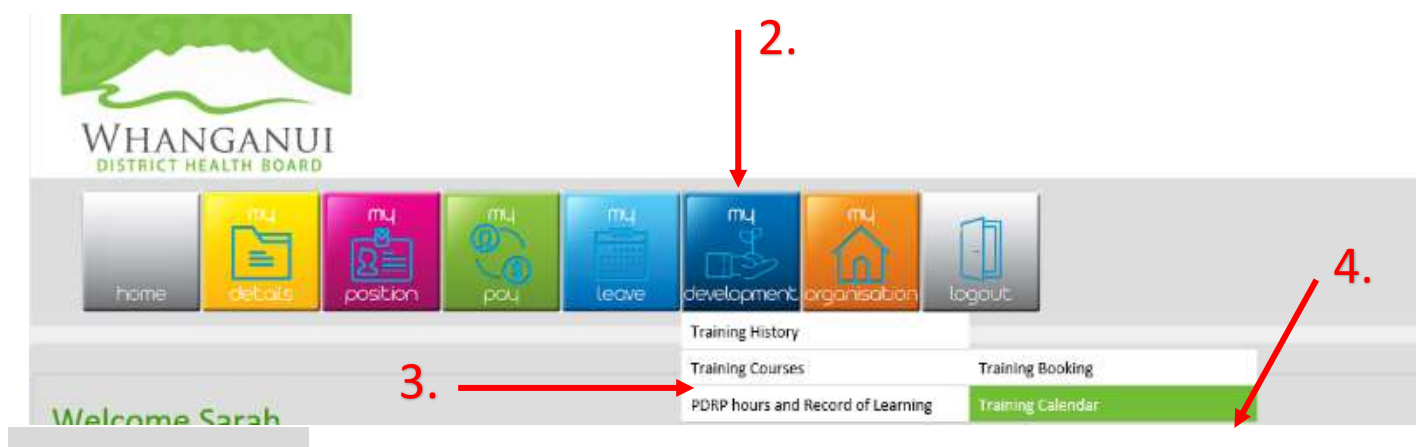 2.
WHANGANUI
DISTRICT HEALTH BOARD
my my my my my my
4.
home details position pay leave development organisation logout
Training History
3.
Training Courses Training Booking
PDRP hours and Record of Learning Training Calendar
Welcome Sarah